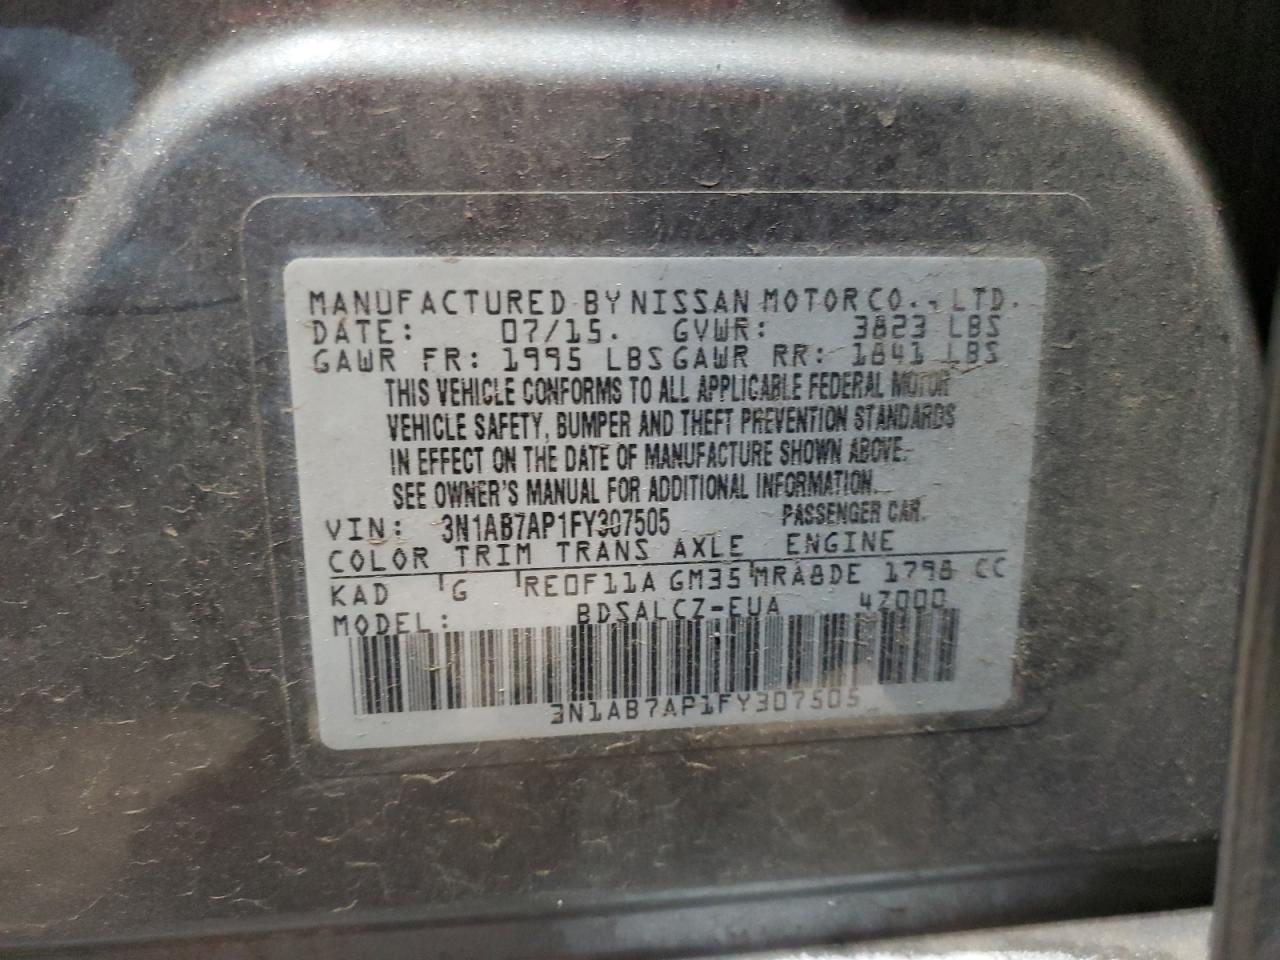 MANUFACTURED BY NISSAN MOTOR CO., LTD.
DATE: 07/15. GVWR: 3823 LBS
GAWR FR: 1995 LBS GAWR RR: 1841 LBS
THIS VEHICLE CONFORMS TO ALL APPLICABLE FEDERAL MOTOR
VEHICLE SAFETY, BUMPER AND THEFT PREVENTION STANDARDS
IN EFFECT ON THE DATE OF MANUFACTURE SHOWN ABOVE.
SEE OWNER'S MANUAL FOR ADDITIONAL INFORMATION.
VIN: 3N1AB7AP1FY307505 PASSENGER CAR.
COLOR TRIM TRANS AXLE ENGINE
KAD G RE0F11A GM35 MRA8DE 1798 CC
MODEL: BDSALCZ-EUA 4Z000
3N1AB7AP1FY307505